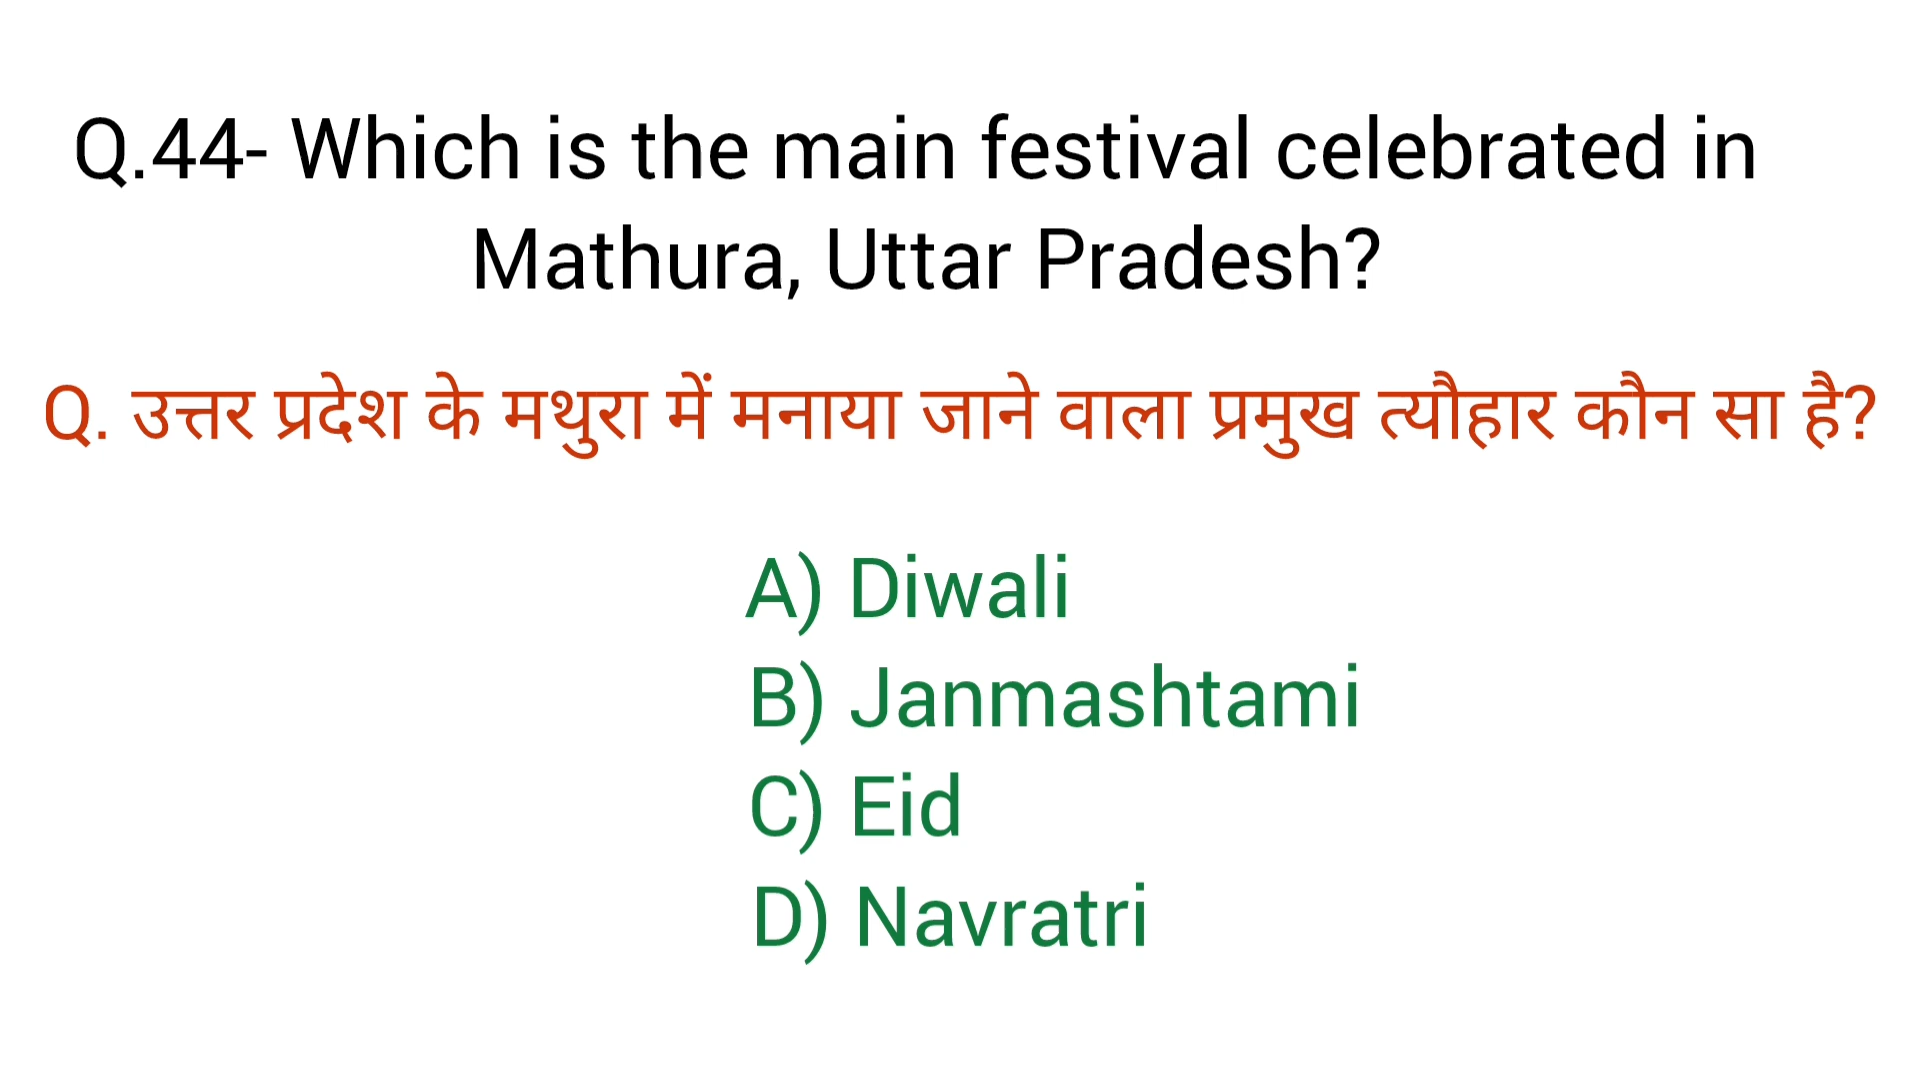 Q.44- Which is the main festival celebrated in
Mathura, Uttar Pradesh?
Q. उत्तर प्रदेश के मथुरा में मनाया जाने वाला प्रमुख त्यौहार कौन सा है?
A) Diwali
B) Janmashtami
C) Eid
D) Navratri